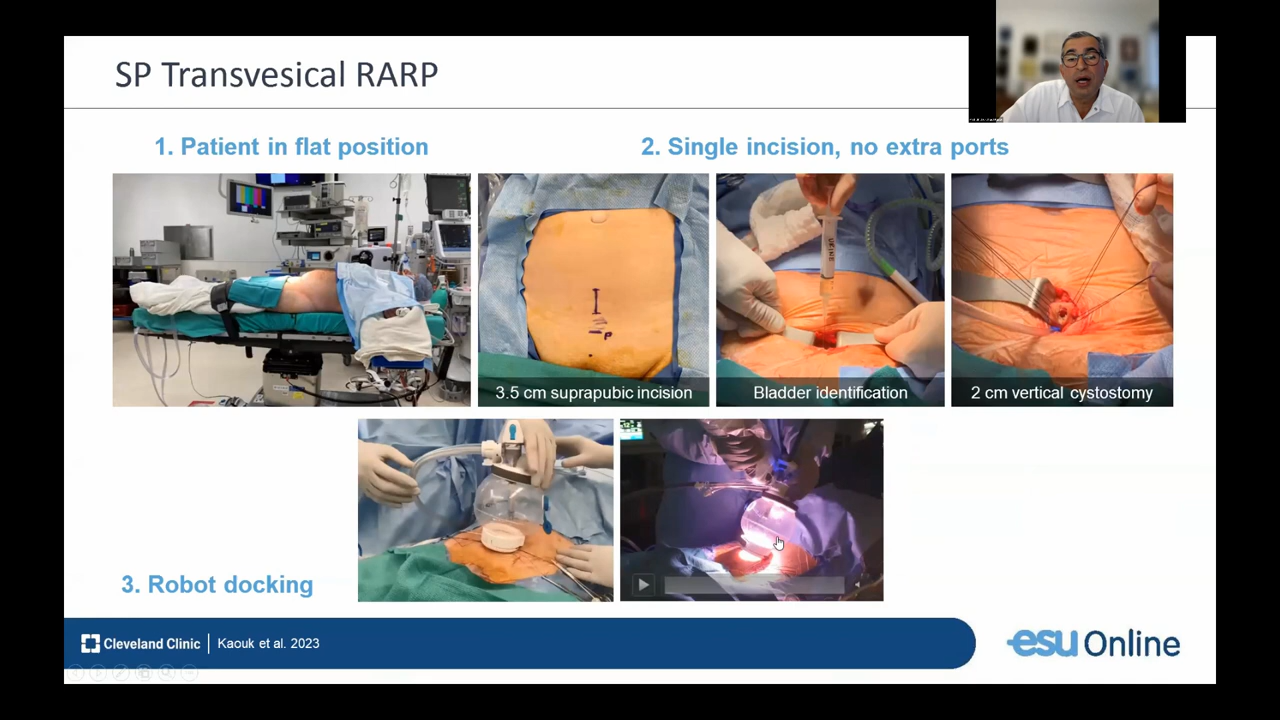 SP Transvesical RARP
1. Patient in flat position
2. Single incision, no extra ports
P
URINE
3.5 cm suprapubic incision
Bladder identification
2 cm vertical cystostomy
3. Robot docking
Cleveland Clinic | Kaouk et al. 2023
esu Online